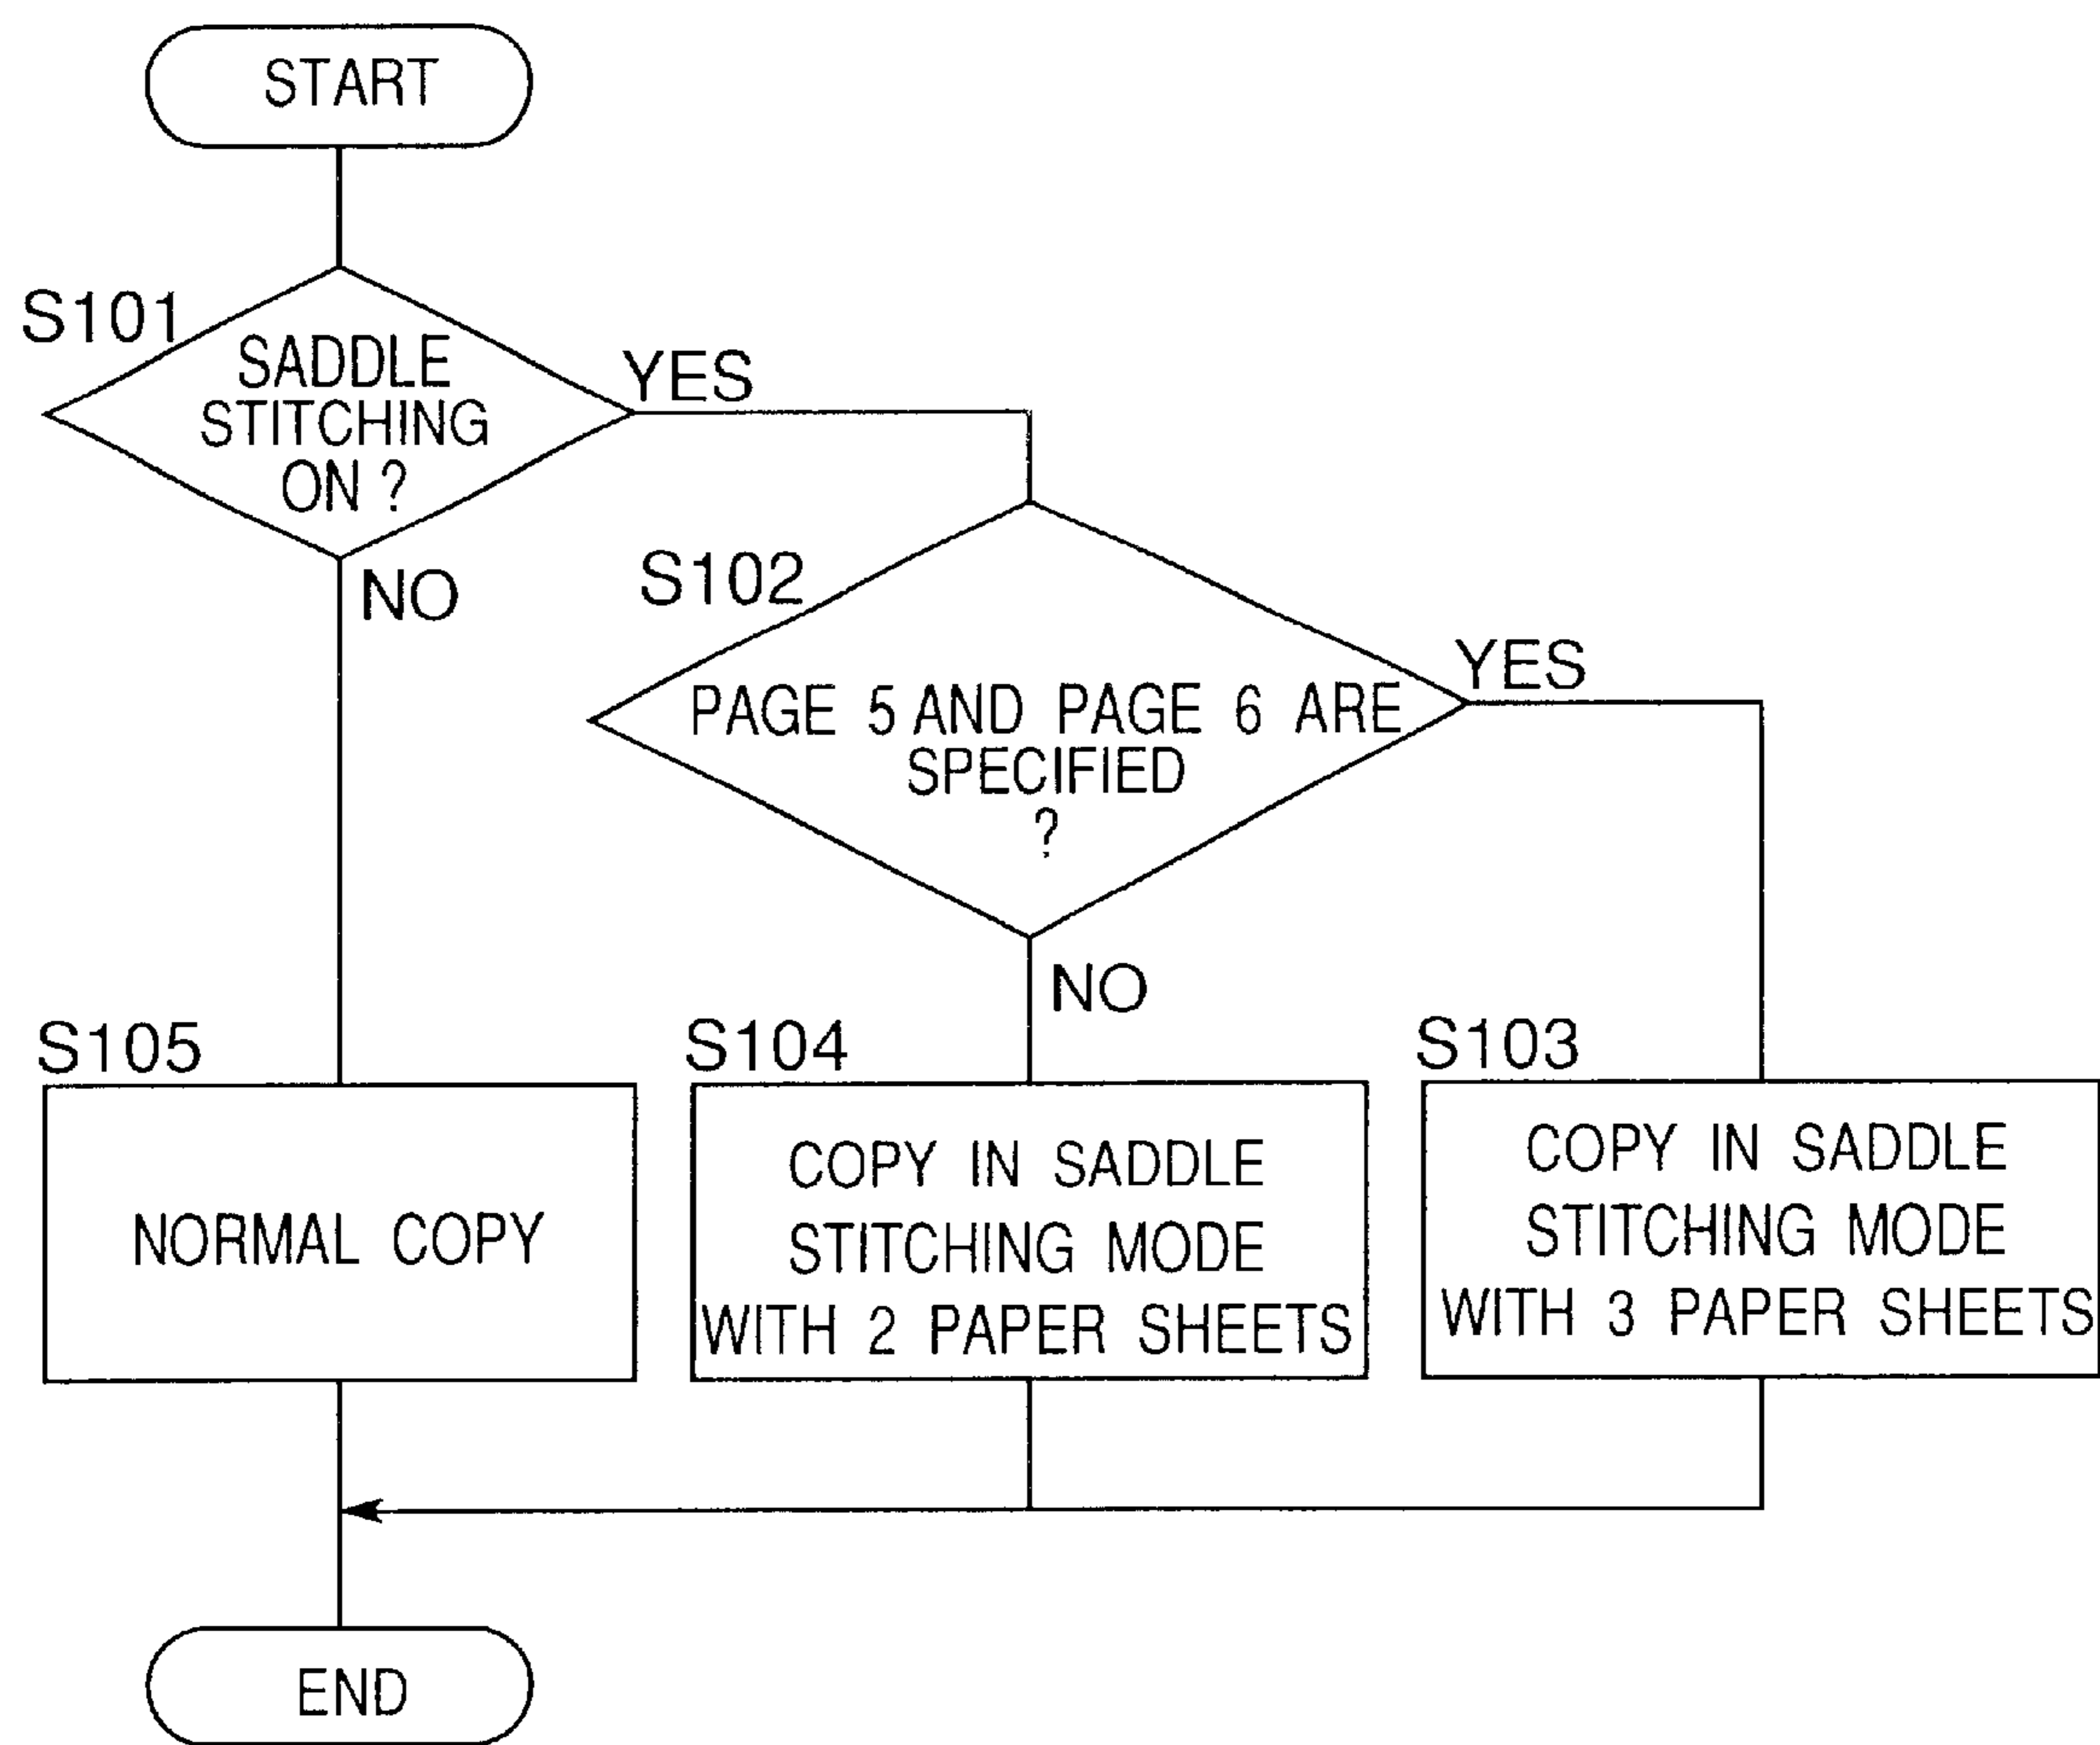 START
S101
SADDLE
STITCHING
ON ?
YES
NO
S102
PAGE 5 AND PAGE 6 ARE
SPECIFIED
?
YES
NO
S105
NORMAL COPY
S104
COPY IN SADDLE
STITCHING MODE
WITH 2 PAPER SHEETS
S103
COPY IN SADDLE
STITCHING MODE
WITH 3 PAPER SHEETS
END